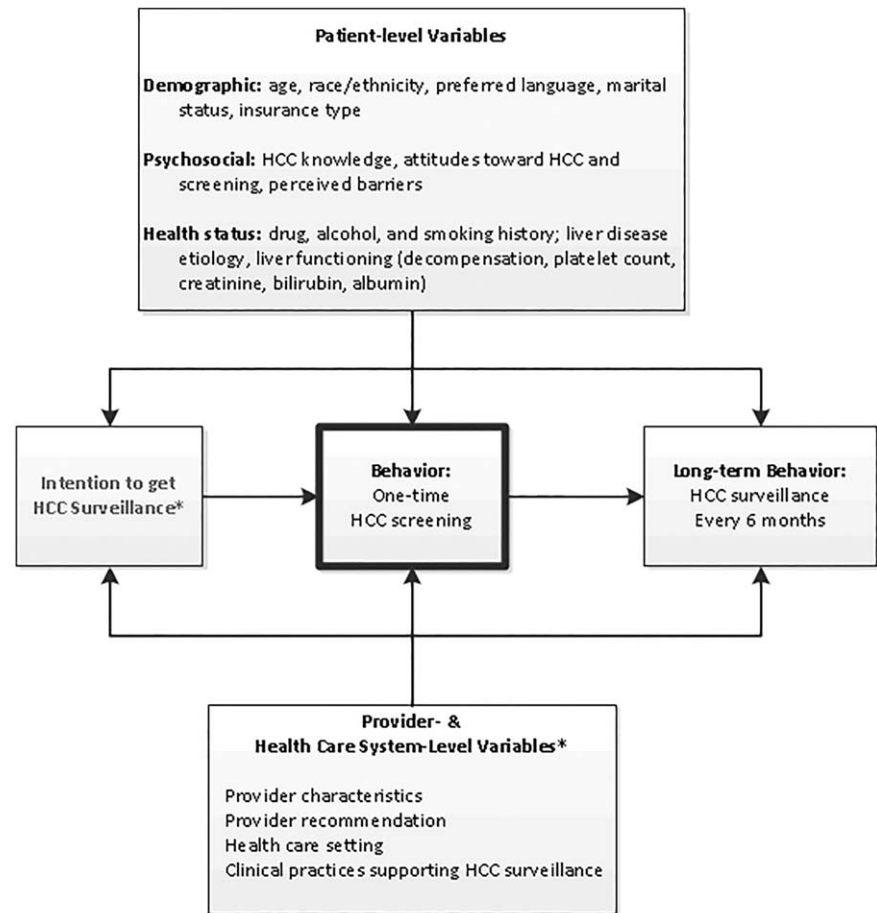 Patient-level Variables
Demographic: age, race/ethnicity, preferred language, marital
status, insurance type
Psychosocial: HCC knowledge, attitudes toward HCC and
screening, perceived barriers
Health status: drug, alcohol, and smoking history; liver disease
etiology, liver functioning (decompensation, platelet count,
creatinine, bilirubin, albumin)
Intention to get
HCC Surveillance*
Behavior:
One-time
HCC screening
Long-term Behavior:
HCC surveillance
Every 6 months
Provider- &
Health Care System-Level Variables*
Provider characteristics
Provider recommendation
Health care setting
Clinical practices supporting HCC surveillance